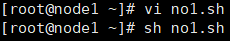 [root@node1 ~]# vi no1.sh
[root@node1 ~]# sh no1.sh